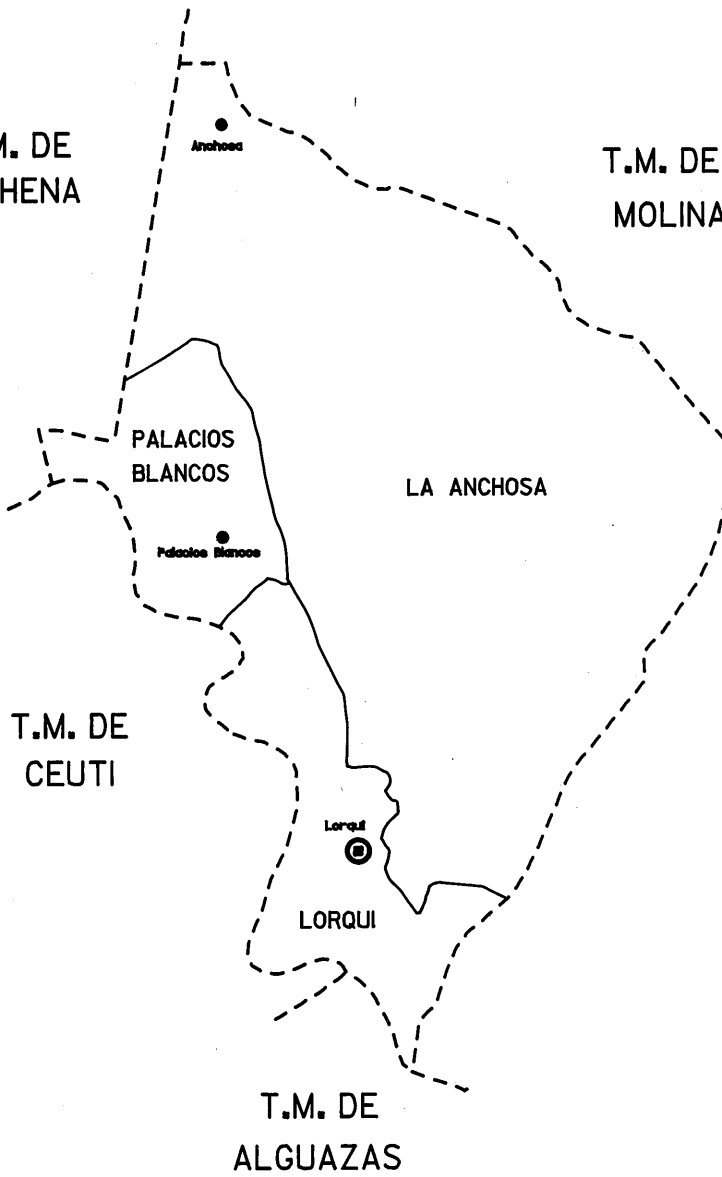 Anchosa
M. DE
HENA
T.M. DE
MOLINA
PALACIOS
BLANCOS
LA ANCHOSA
Palacios Blancos
T.M. DE
CEUTI
Lorquí
LORQUI
T.M. DE
ALGUAZAS